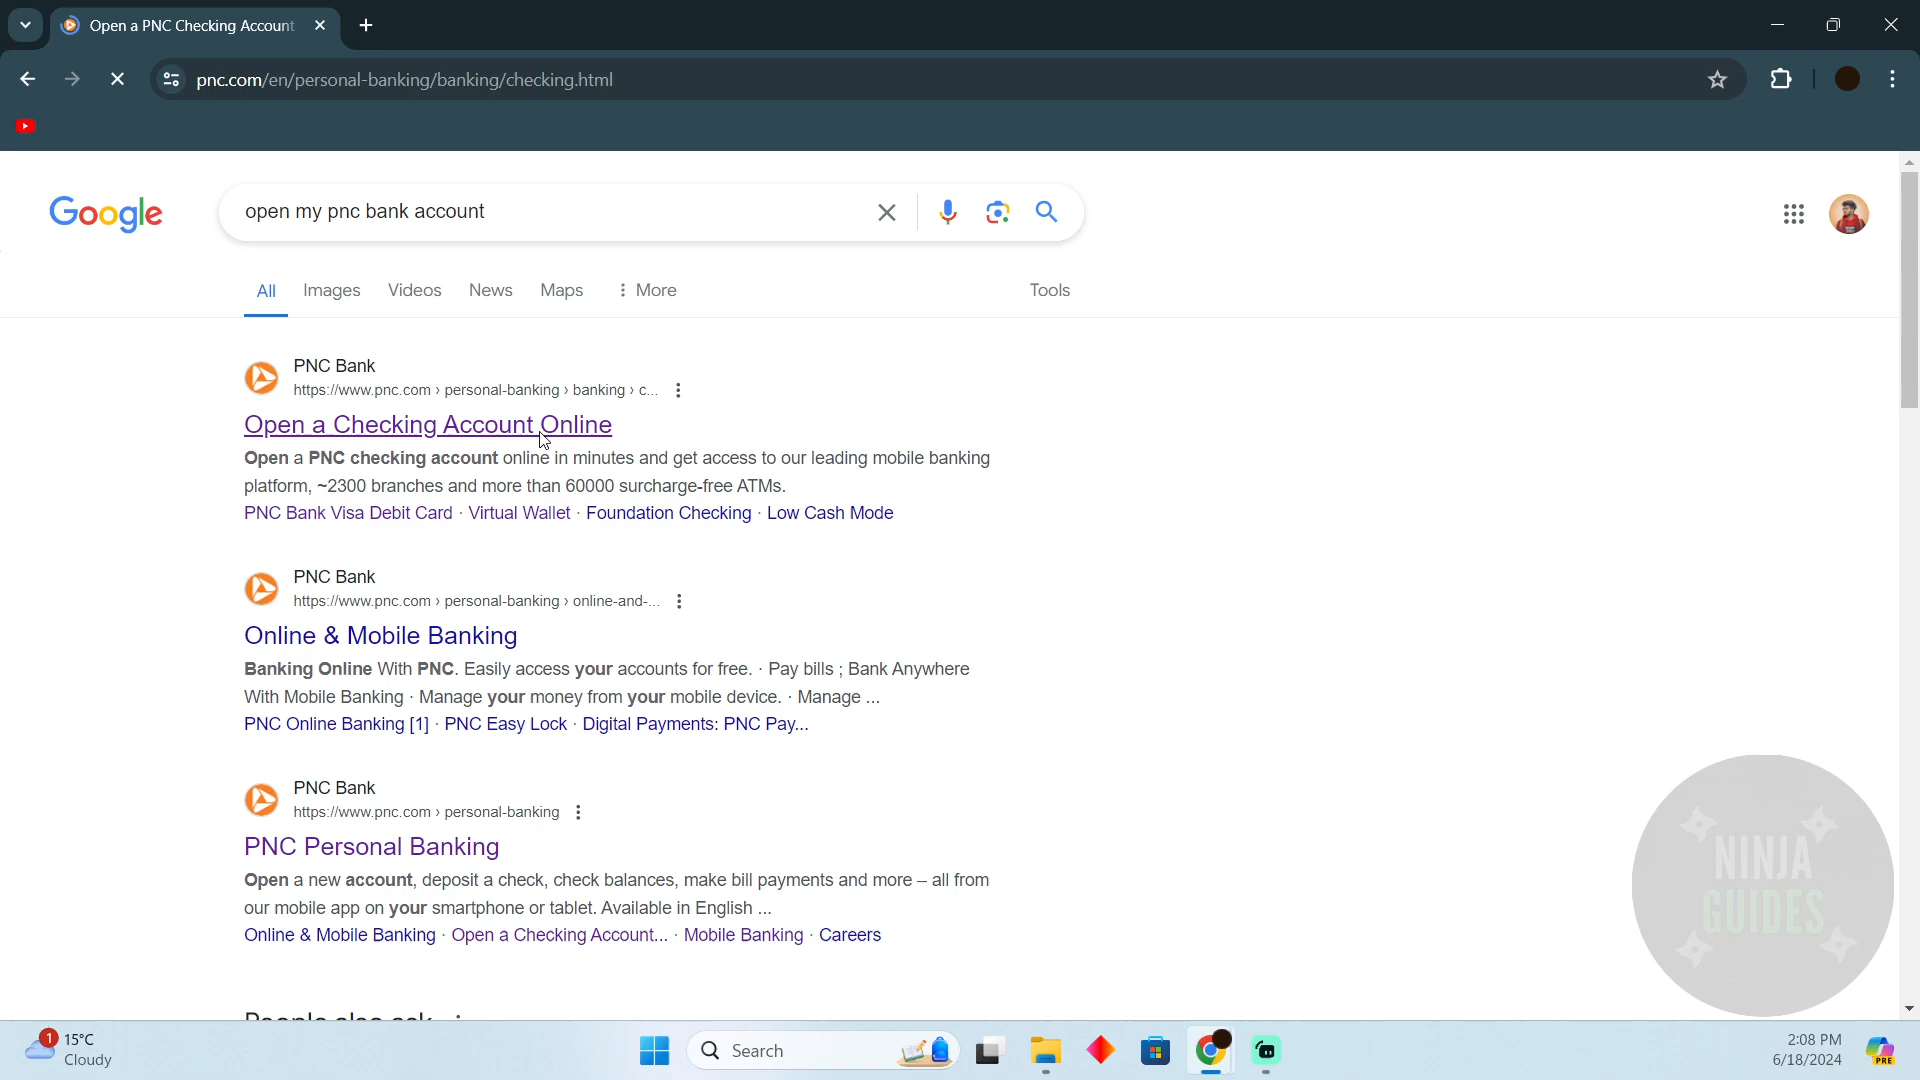 Open a PNC Checking Account
pnc.com/en/personal-banking/banking/checking.html
Google
open my pnc bank account
All
Images
Videos
News
Maps
More
Tools
PNC Bank
https://www.pnc.com › personal-banking › banking › c...
Open a Checking Account Online
Open a PNC checking account online in minutes and get access to our leading mobile banking
platform, ~2300 branches and more than 60000 surcharge-free ATMs.
PNC Bank Visa Debit Card · Virtual Wallet · Foundation Checking · Low Cash Mode
PNC Bank
https://www.pnc.com › personal-banking › online-and-...
Online & Mobile Banking
Banking Online With PNC. Easily access your accounts for free. · Pay bills ; Bank Anywhere
With Mobile Banking · Manage your money from your mobile device. · Manage ...
PNC Online Banking [1] · PNC Easy Lock · Digital Payments: PNC Pay...
PNC Bank
https://www.pnc.com › personal-banking
PNC Personal Banking
Open a new account, deposit a check, check balances, make bill payments and more – all from
our mobile app on your smartphone or tablet. Available in English ...
Online & Mobile Banking · Open a Checking Account... · Mobile Banking · Careers
People also ask
NINJA
GUIDES
1
15°C
Cloudy
Search
PRE
2:08 PM
6/18/2024